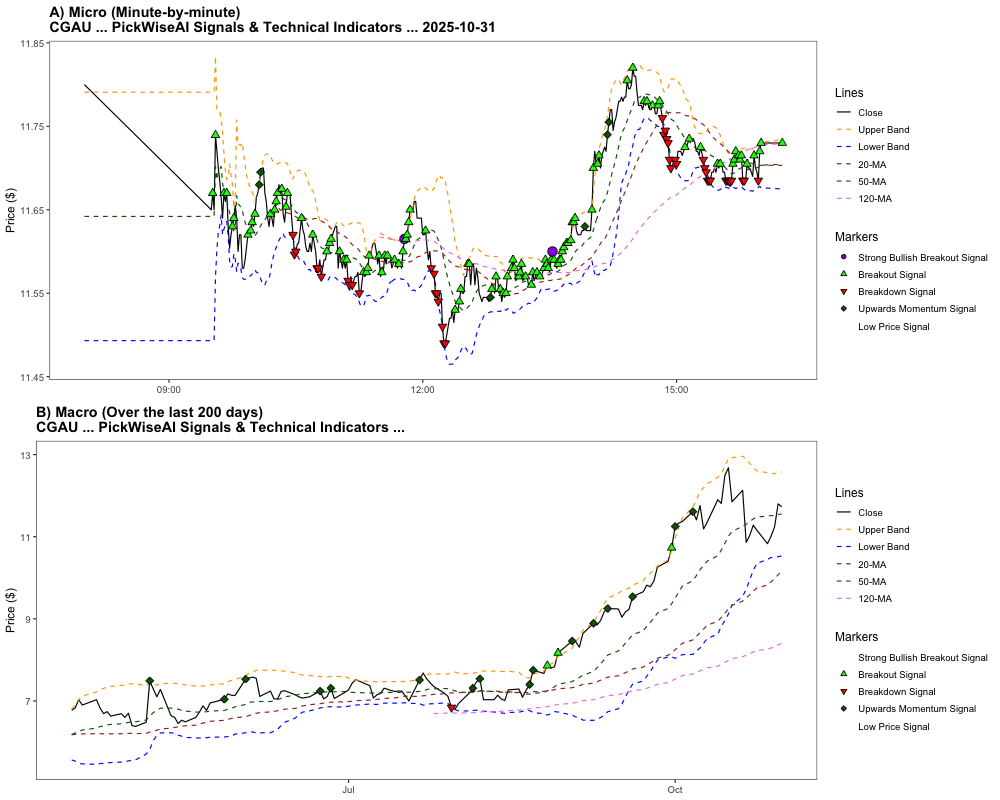 A) Micro (Minute-by-minute)
CGAU ... PickWiseAI Signals & Technical Indicators ... 2025-10-31
Price ($)
11.85
11.75
11.65
11.55
11.45
09:00
12:00
15:00
Lines
Close
Upper Band
Lower Band
20-MA
50-MA
120-MA
Markers
Strong Bullish Breakout Signal
Breakout Signal
Breakdown Signal
Upwards Momentum Signal
Low Price Signal
B) Macro (Over the last 200 days)
CGAU ... PickWiseAI Signals & Technical Indicators ...
Price ($)
13
11
9
7
Jul
Oct
Lines
Close
Upper Band
Lower Band
20-MA
50-MA
120-MA
Markers
Strong Bullish Breakout Signal
Breakout Signal
Breakdown Signal
Upwards Momentum Signal
Low Price Signal